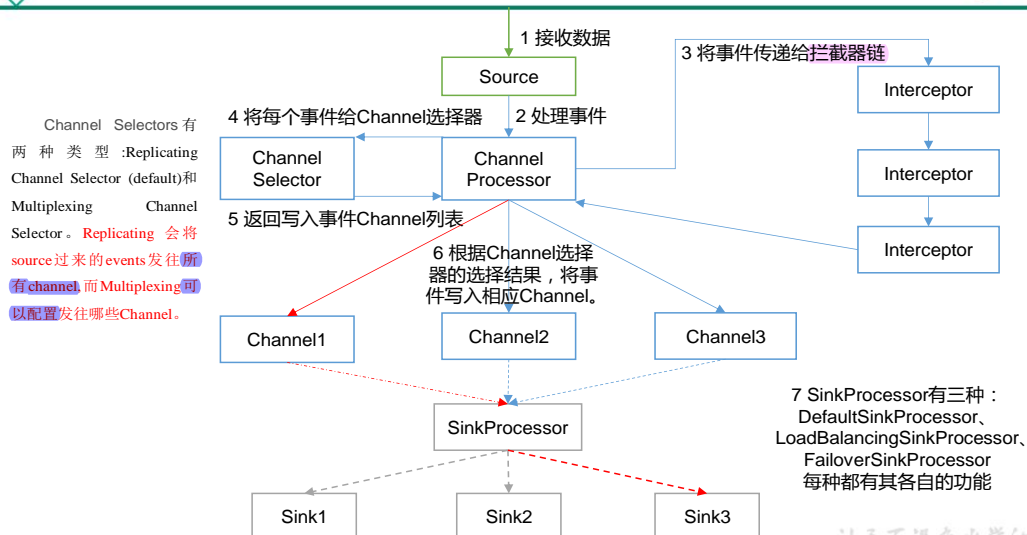 1 接收数据
Source
2 处理事件
3 将事件传递给拦截器链
Interceptor
Interceptor
Interceptor
4 将每个事件给Channel选择器
Channel
Selector
Channel
Processor
5 返回写入事件Channel列表
Channel Selectors 有
两种类型:Replicating
Channel Selector (default)和
Multiplexing Channel
Selector。Replicating 会将
source过来的events发往所
有channel,而Multiplexing可
以配置发往哪些Channel。
6 根据Channel选择
器的选择结果，将事
件写入相应Channel。
Channel1
Channel2
Channel3
SinkProcessor
7 SinkProcessor有三种：
DefaultSinkProcessor、
LoadBalancingSinkProcessor、
FailoverSinkProcessor
每种都有其各自的功能
Sink1
Sink2
Sink3